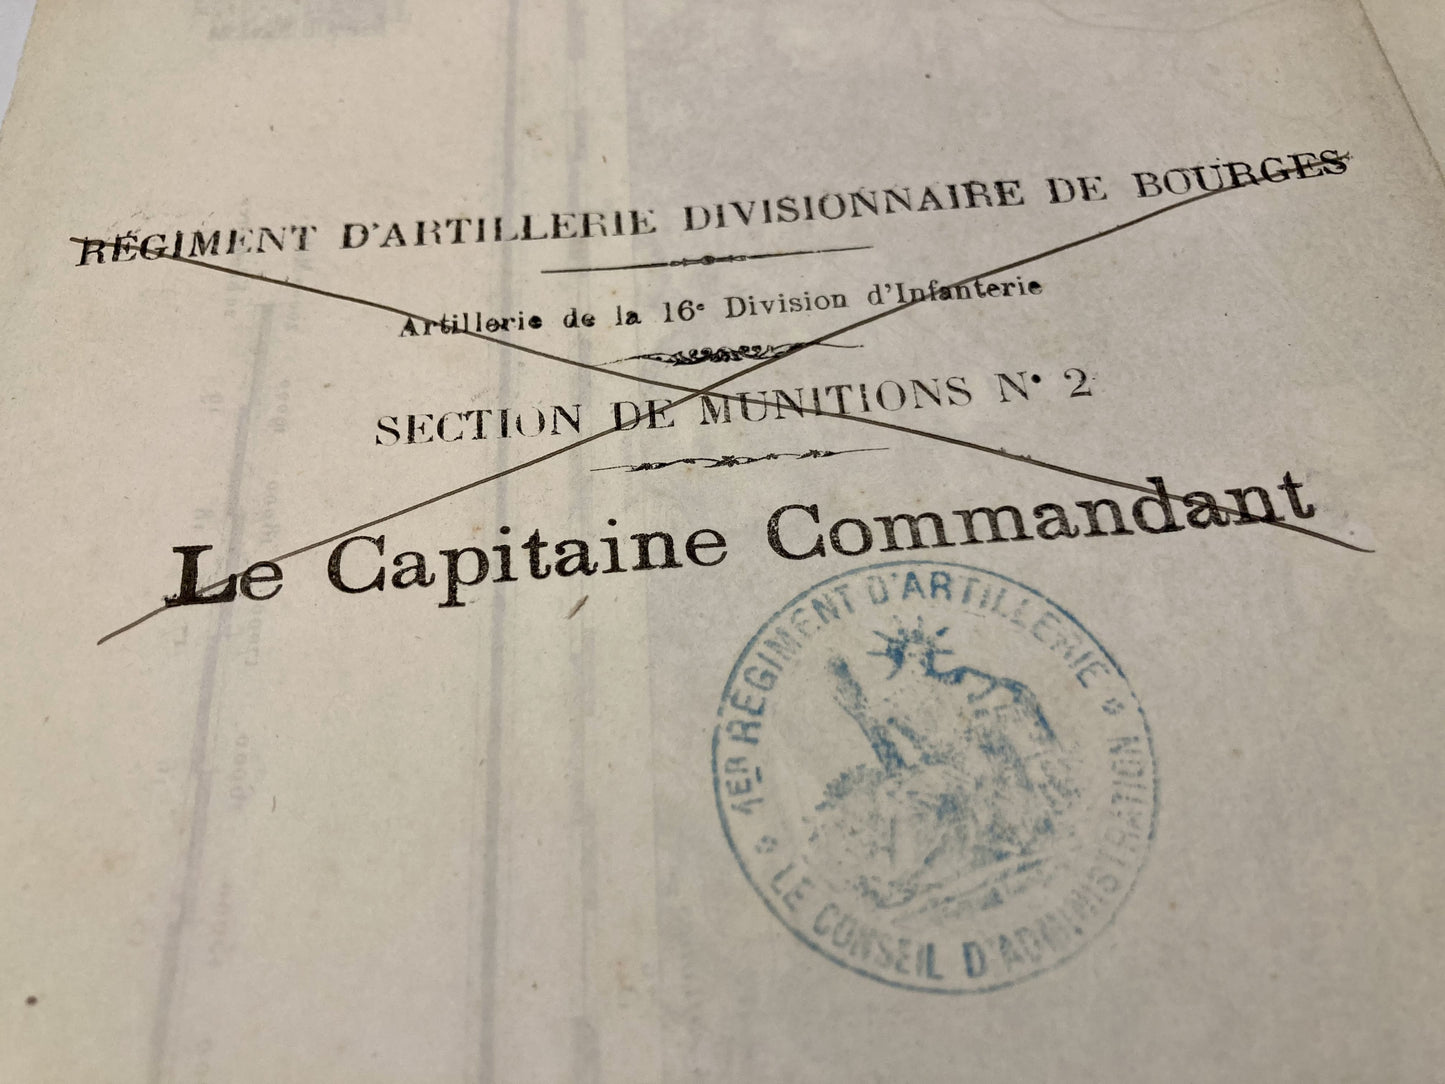 RÉGIMENT D'ARTILLERIE DIVISIONNAIRE DE BOURGES
Artillerie de la 16e Division d'Infanterie
SECTION DE MUNITIONS N• 2
Le Capitaine Commandant
1ER RÉGIMENT D'ARTILLERIE
LE CONSEIL D'ADMINISTRATION